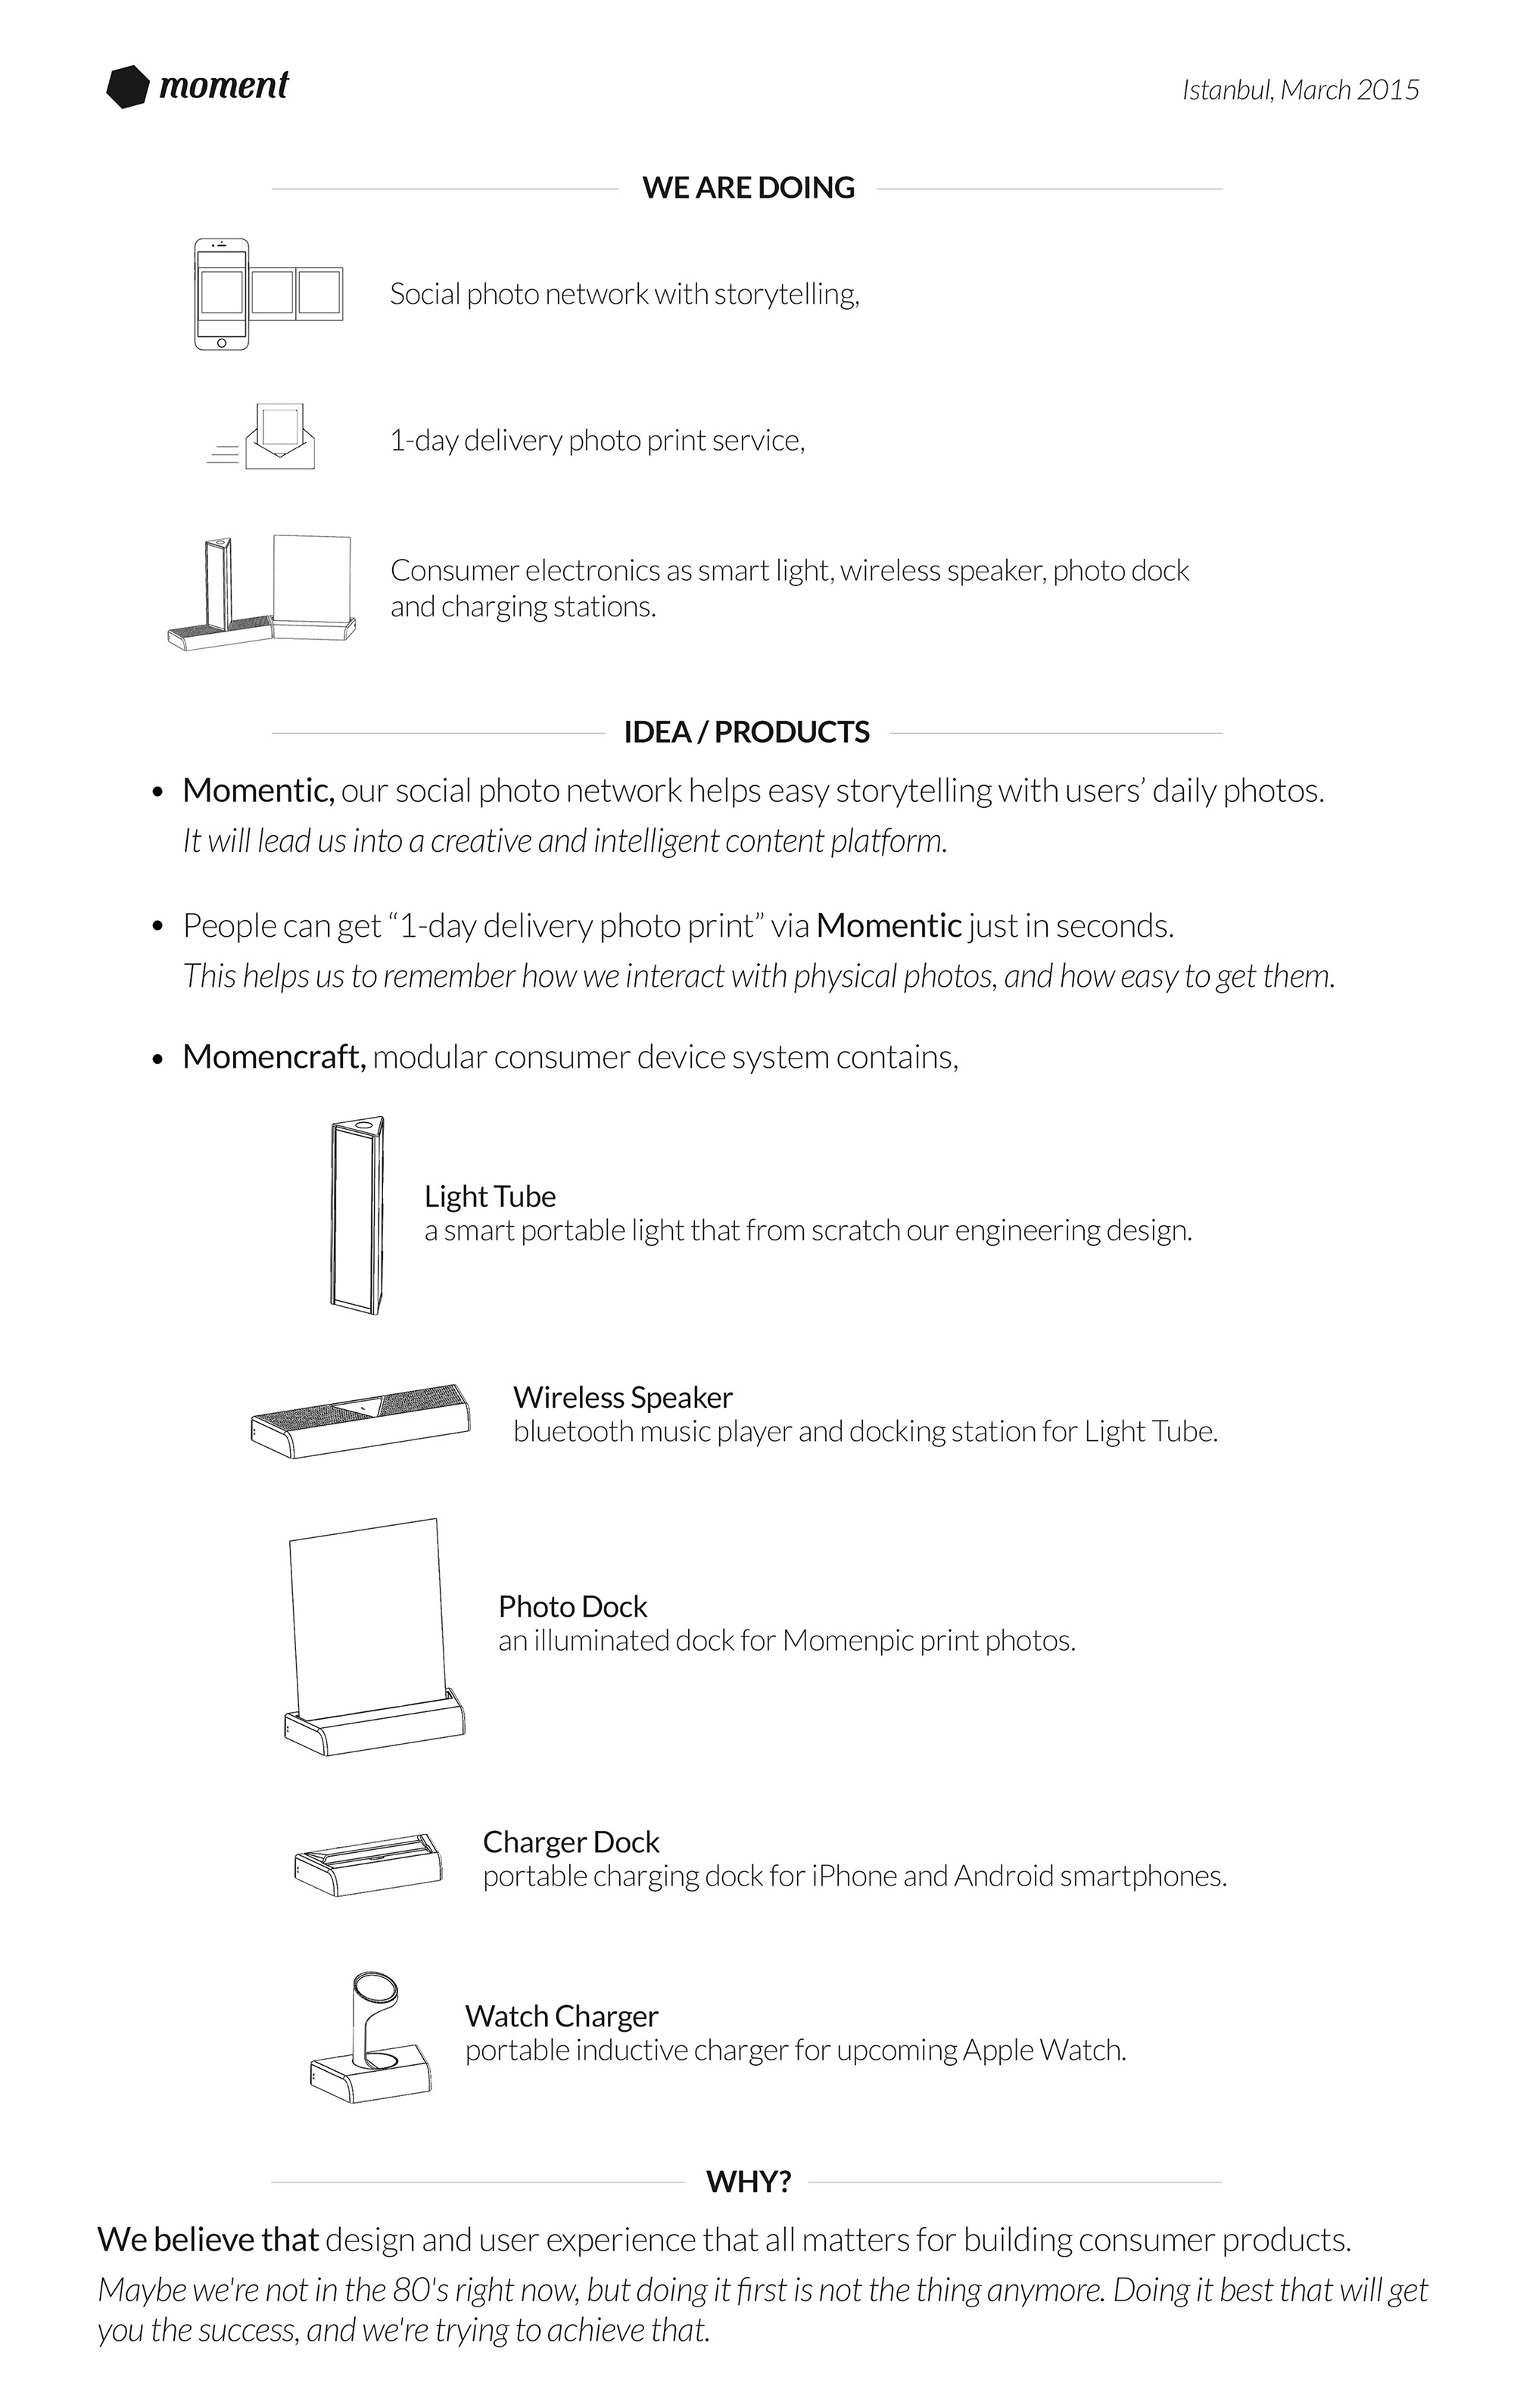 moment
Istanbul, March 2015
WE ARE DOING
Social photo network with storytelling,
1-day delivery photo print service,
Consumer electronics as smart light, wireless speaker, photo dock
and charging stations.
IDEA / PRODUCTS
• Momentic, our social photo network helps easy storytelling with users’ daily photos.
It will lead us into a creative and intelligent content platform.
• People can get “1-day delivery photo print” via Momentic just in seconds.
This helps us to remember how we interact with physical photos, and how easy to get them.
• Momencraft, modular consumer device system contains,
Light Tube
a smart portable light that from scratch our engineering design.
Wireless Speaker
bluetooth music player and docking station for Light Tube.
Photo Dock
an illuminated dock for Momenpic print photos.
Charger Dock
portable charging dock for iPhone and Android smartphones.
Watch Charger
portable inductive charger for upcoming Apple Watch.
WHY?
We believe that design and user experience that all matters for building consumer products.
Maybe we're not in the 80's right now, but doing it first is not the thing anymore. Doing it best that will get
you the success, and we're trying to achieve that.